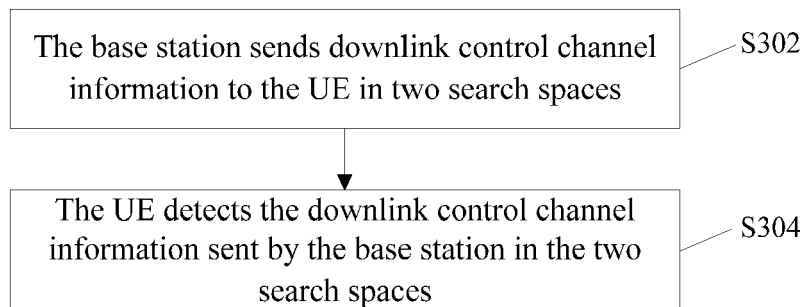 The base station sends downlink control channel
information to the UE in two search spaces
S302
The UE detects the downlink control channel
information sent by the base station in the two
search spaces
S304